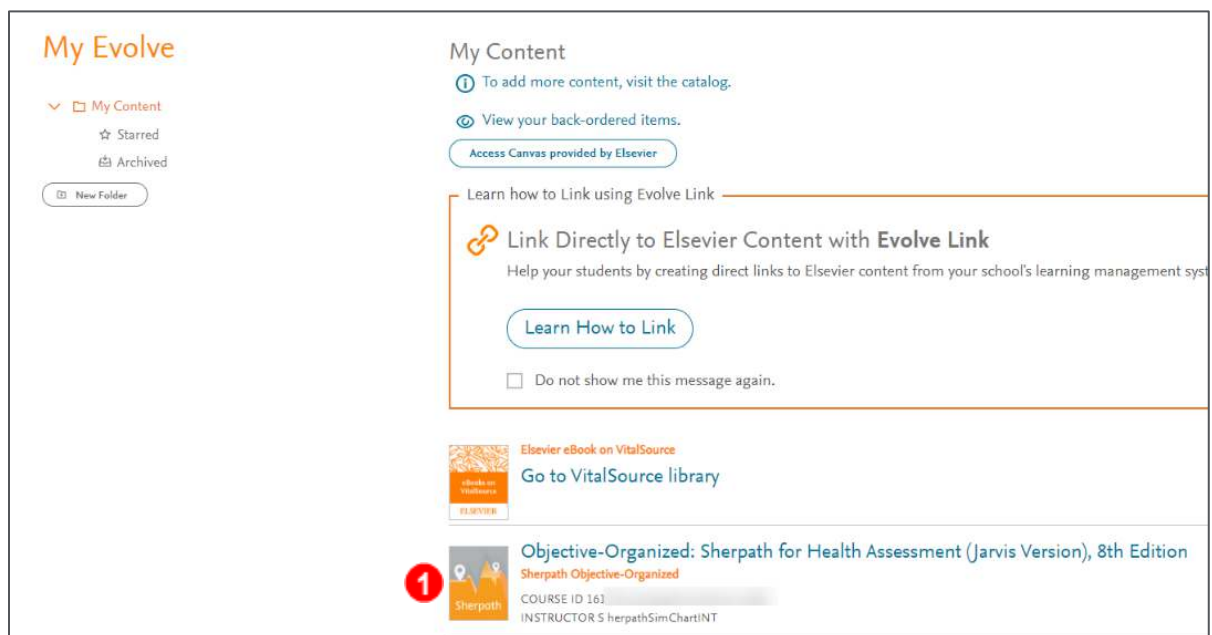 My Evolve
My Content
Starred
Archived
New Folder
My Content
To add more content, visit the catalog.
View your back-ordered items.
Access Canvas provided by Elsevier
Learn how to Link using Evolve Link
Link Directly to Elsevier Content with Evolve Link
Help your students by creating direct links to Elsevier content from your school's learning management syst
Learn How to Link
Do not show me this message again.
eBooks on
VitalSource
ELSEVIER
Elsevier eBook on VitalSource
Go to VitalSource library
1
Sherpath
Objective-Organized: Sherpath for Health Assessment (Jarvis Version), 8th Edition
Sherpath Objective-Organized
COURSE ID 161
INSTRUCTOR S herpathSimChartINT